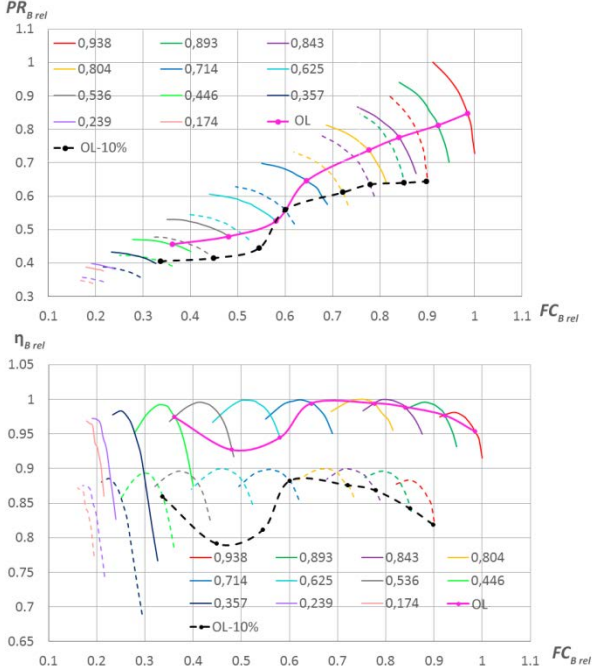 PR_B rel
1.1
0,938 0,893 0,843
1
0,804 0,714 0,625
0.9
0,536 0,446 0,357
0.8
0,239 0,174 OL
OL-10%
0.7
0.6
0.5
0.4
0.3
0.1 0.2 0.3 0.4 0.5 0.6 0.7 0.8 0.9 1 1.1
FC_B rel
η_B rel
1.05
1
0.95
0.9
0.85
0.8
0,938 0,893 0,843 0,804
0.75
0,714 0,625 0,536 0,446
0.7
0,357 0,239 0,174 OL
OL-10%
0.65
0.1 0.2 0.3 0.4 0.5 0.6 0.7 0.8 0.9 1 1.1
FC_B rel